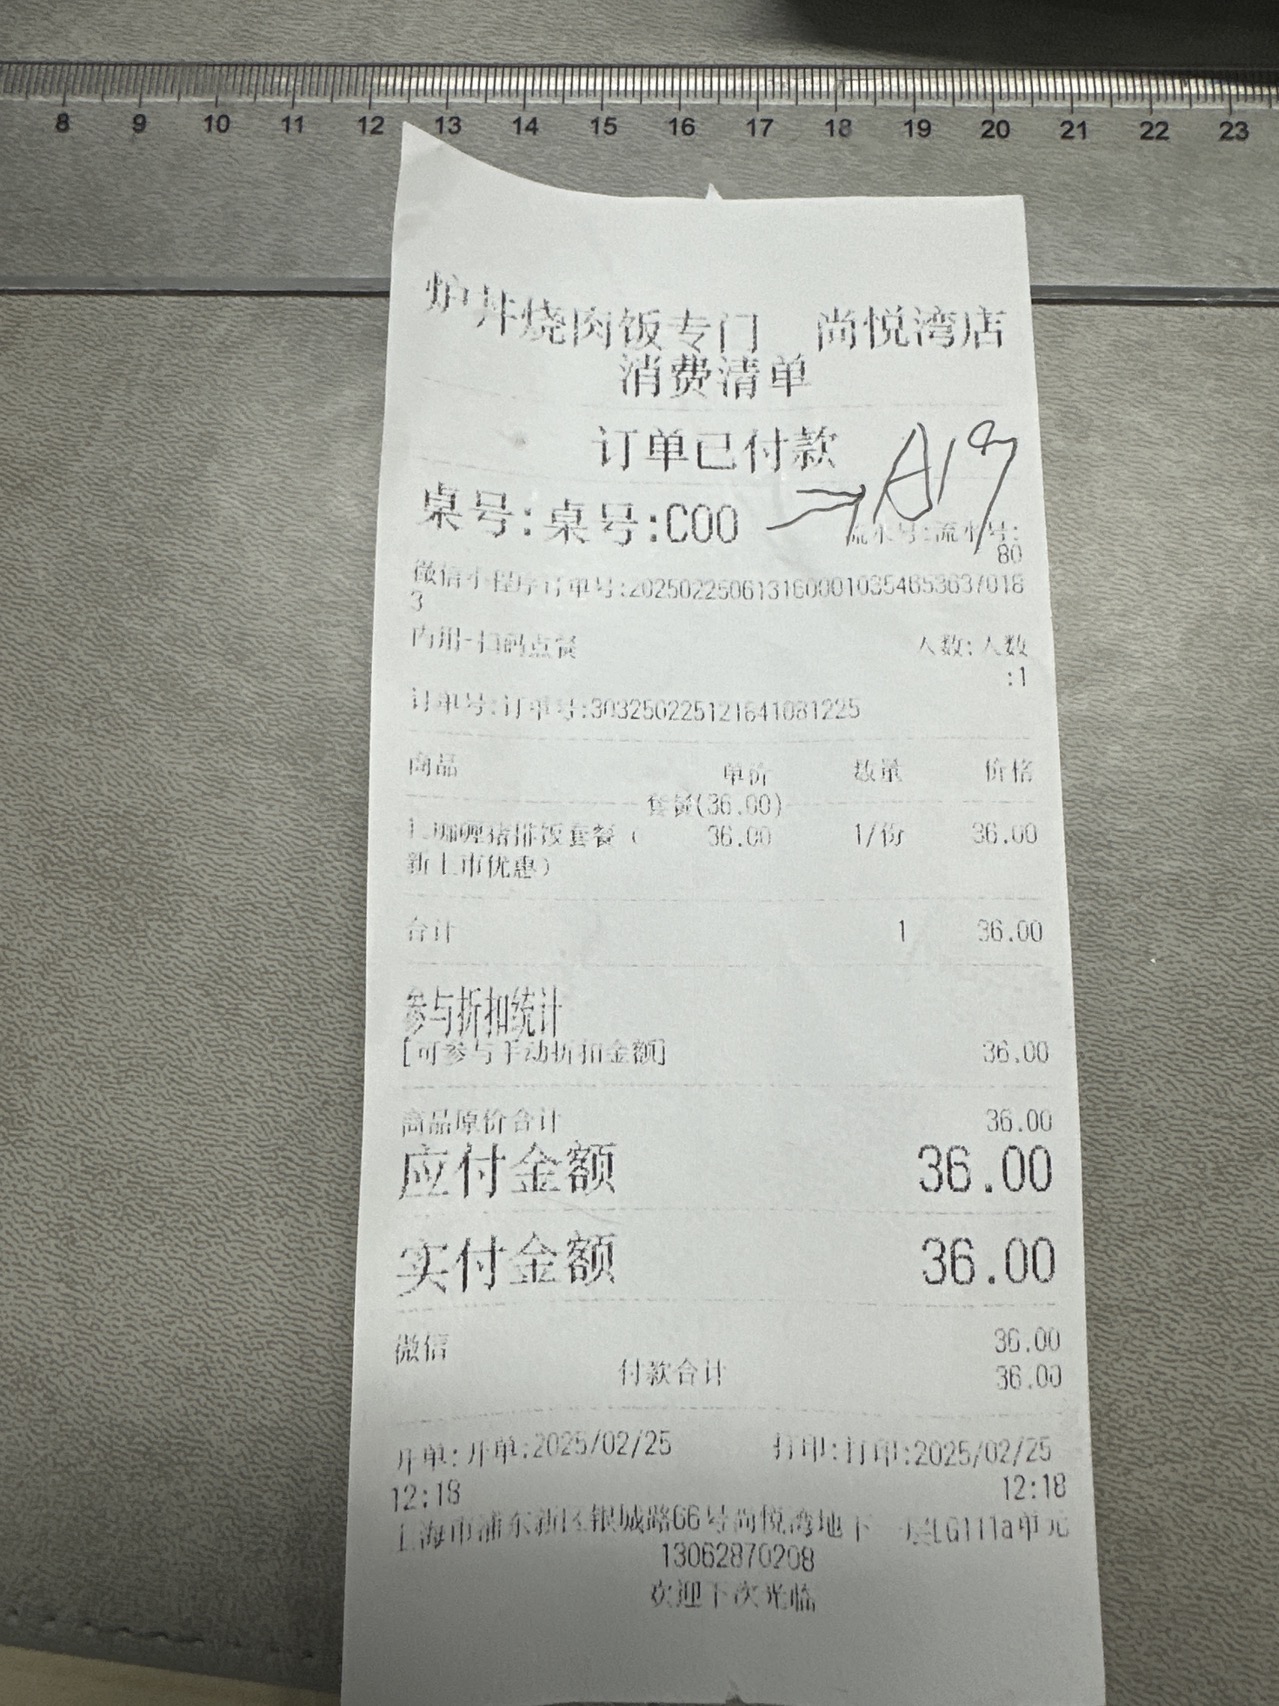 8 9 10 11 12 13 14 15 16 17 18 19 20 21 22 23
炉丼烧肉饭专门 尚悦湾店
消费清单
订单已付款
A19
桌号:桌号:C00
流水号:流水号:
80
微信小程序订单号:2025022506131600010354653637018
3
内用-扫码点餐 人数:人数
:1
订单号:订单号:303250225121641081225
商品 单价 数量 价格
套餐(36.00)
1.咖喱猪排饭套餐( 36.00 1/份 36.00
新上市优惠)
合计 1 36.00
参与折扣统计
[可参与手动折扣金额] 36.00
商品原价合计 36.00
应付金额 36.00
实付金额 36.00
微信 36.00
付款合计 36.00
开单:开单:2025/02/25 打印:打印:2025/02/25
12:18 12:18
上海市浦东新区银城路66号尚悦湾地下一层LG111a单元
13062870208
欢迎下次光临